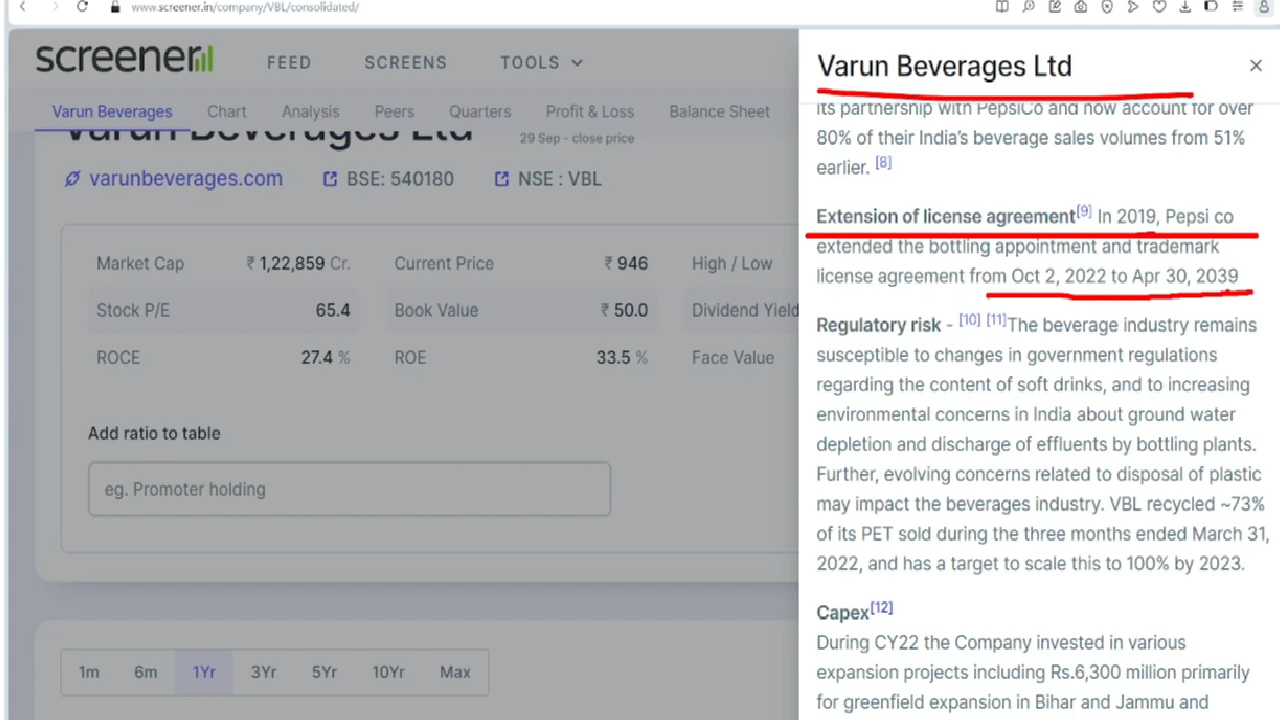 www.screener.in/company/VBL/consolidated/
screener
FEED
SCREENS
TOOLS
Varun Beverages
Chart
Analysis
Peers
Quarters
Profit & Loss
Balance Sheet
Varun Beverages Ltd
29 Sep - close price
varunbeverages.com
BSE: 540180
NSE : VBL
Market Cap ₹ 1,22,859 Cr.
Current Price ₹ 946
High / Low
Stock P/E 65.4
Book Value ₹ 50.0
Dividend Yield
ROCE 27.4 %
ROE 33.5 %
Face Value
Add ratio to table
eg. Promoter holding
1m 6m 1Yr 3Yr 5Yr 10Yr Max
Varun Beverages Ltd
its partnership with PepsiCo and now account for over
80% of their India’s beverage sales volumes from 51%
earlier. [8]
Extension of license agreement[9] In 2019, Pepsi co
extended the bottling appointment and trademark
license agreement from Oct 2, 2022 to Apr 30, 2039
Regulatory risk - [10] [11]The beverage industry remains
susceptible to changes in government regulations
regarding the content of soft drinks, and to increasing
environmental concerns in India about ground water
depletion and discharge of effluents by bottling plants.
Further, evolving concerns related to disposal of plastic
may impact the beverages industry. VBL recycled ~73%
of its PET sold during the three months ended March 31,
2022, and has a target to scale this to 100% by 2023.
Capex[12]
During CY22 the Company invested in various
expansion projects including Rs.6,300 million primarily
for greenfield expansion in Bihar and Jammu and